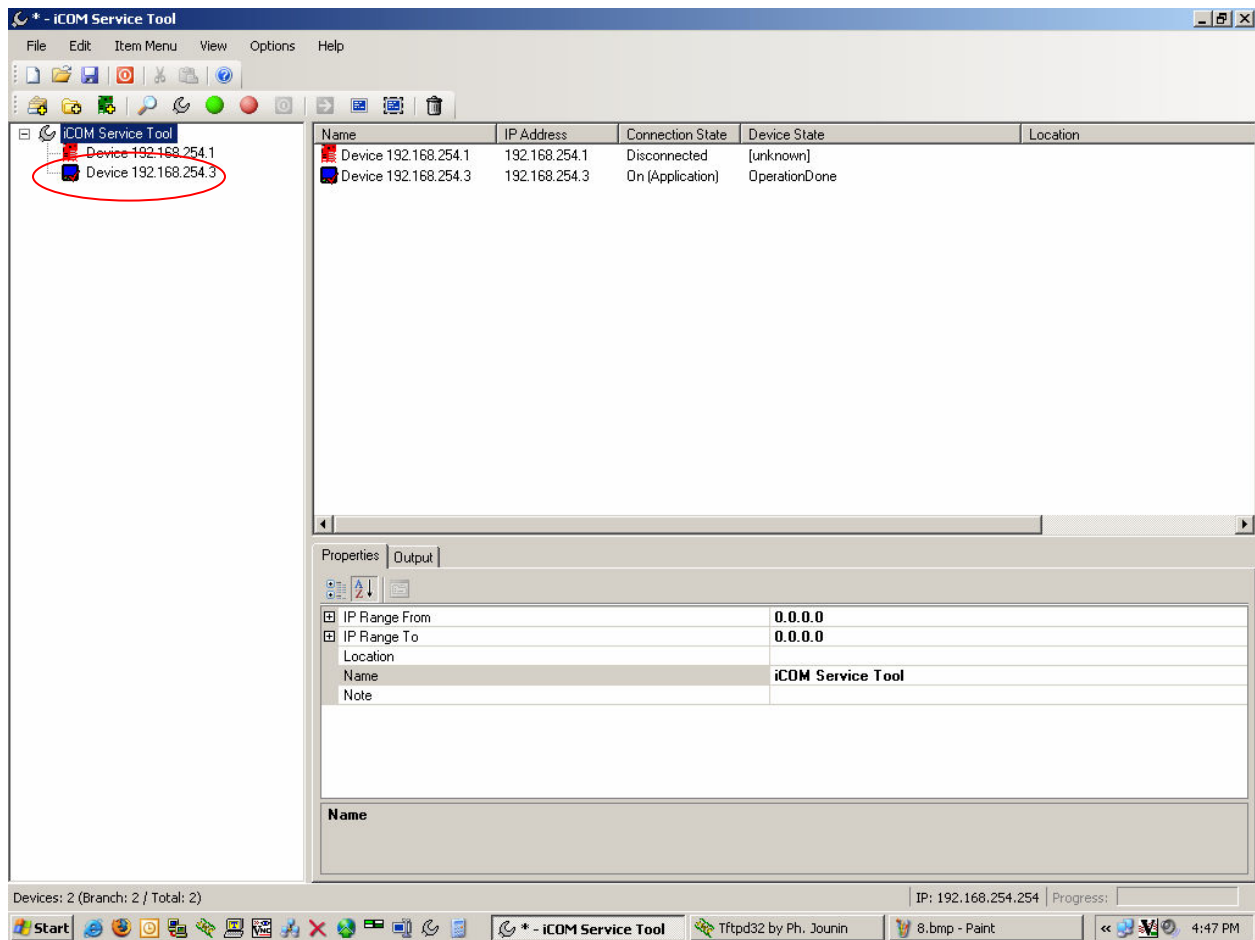 * - iCOM Service Tool
File Edit Item Menu View Options Help
iCOM Service Tool
Device 192.168.254.1
Device 192.168.254.3
Name IP Address Connection State Device State Location
Device 192.168.254.1 192.168.254.1 Disconnected [unknown]
Device 192.168.254.3 192.168.254.3 On (Application) OperationDone
Properties Output
IP Range From 0.0.0.0
IP Range To 0.0.0.0
Location
Name iCOM Service Tool
Note
Name
Devices: 2 (Branch: 2 / Total: 2) IP: 192.168.254.254 Progress:
Start * - iCOM Service Tool Tftpd32 by Ph. Jounin 8.bmp - Paint « 4:47 PM